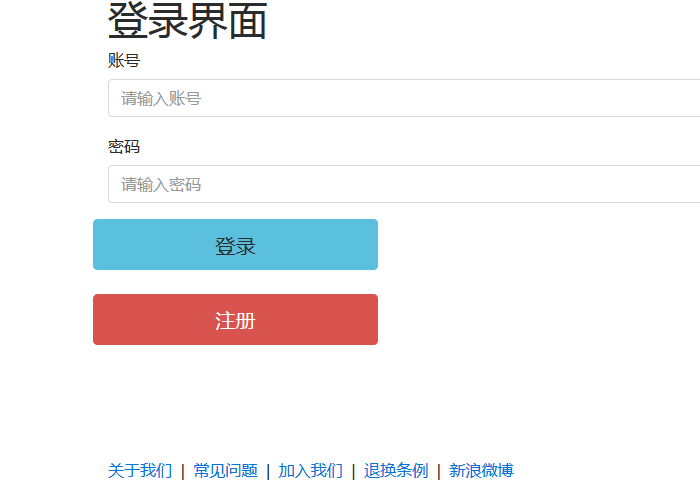 登录界面
账号
请输入账号
密码
请输入密码
登录
注册
关于我们 | 常见问题 | 加入我们 | 退换条例 | 新浪微博